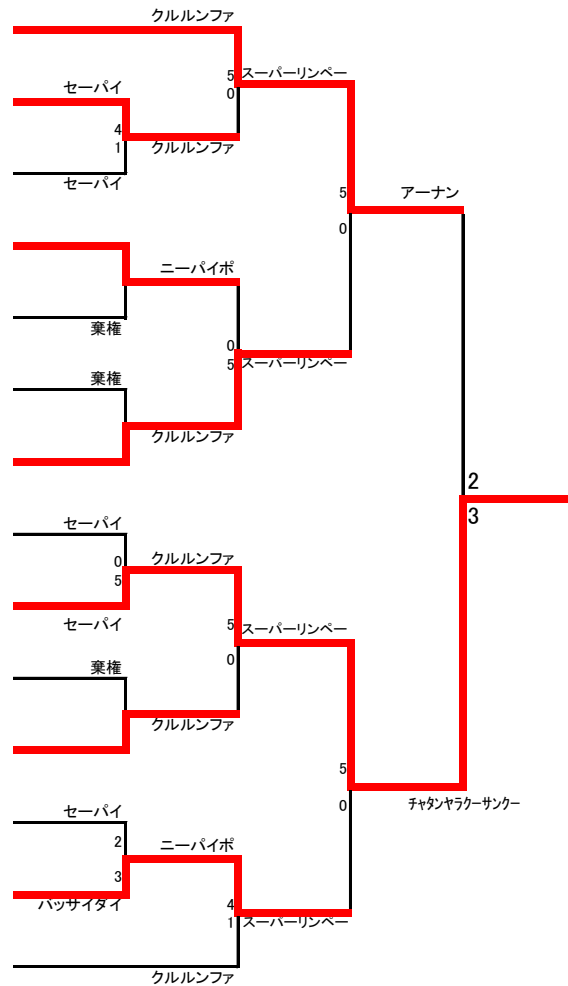 クルルンファ
5 スーパーリンペー
0
セーパイ
4
1 クルルンファ
セーパイ
5 アーナン
0
ニーパイポ
棄権
0
5 スーパーリンペー
棄権
クルルンファ
2
3
セーパイ
0 クルルンファ
5
セーパイ
5 スーパーリンペー
0
棄権
クルルンファ
5
0 チャタンヤラクーサンクー
セーパイ
2 ニーパイポ
3
バッサイダイ
4
1 スーパーリンペー
クルルンファ